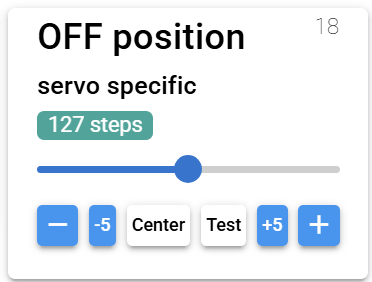 OFF position
18
servo specific
127 steps
− -5 Center Test +5 +